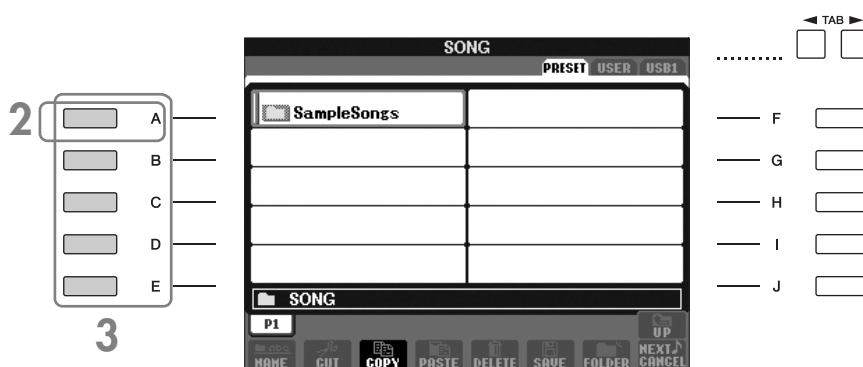 ◄ TAB ►
SONG
PRESET USER USB1
2 A SampleSongs F
B G
C H
D I
E J
SONG
3 P1 UP
NAME CUT COPY PASTE DELETE SAVE FOLDER NEXT CANCEL